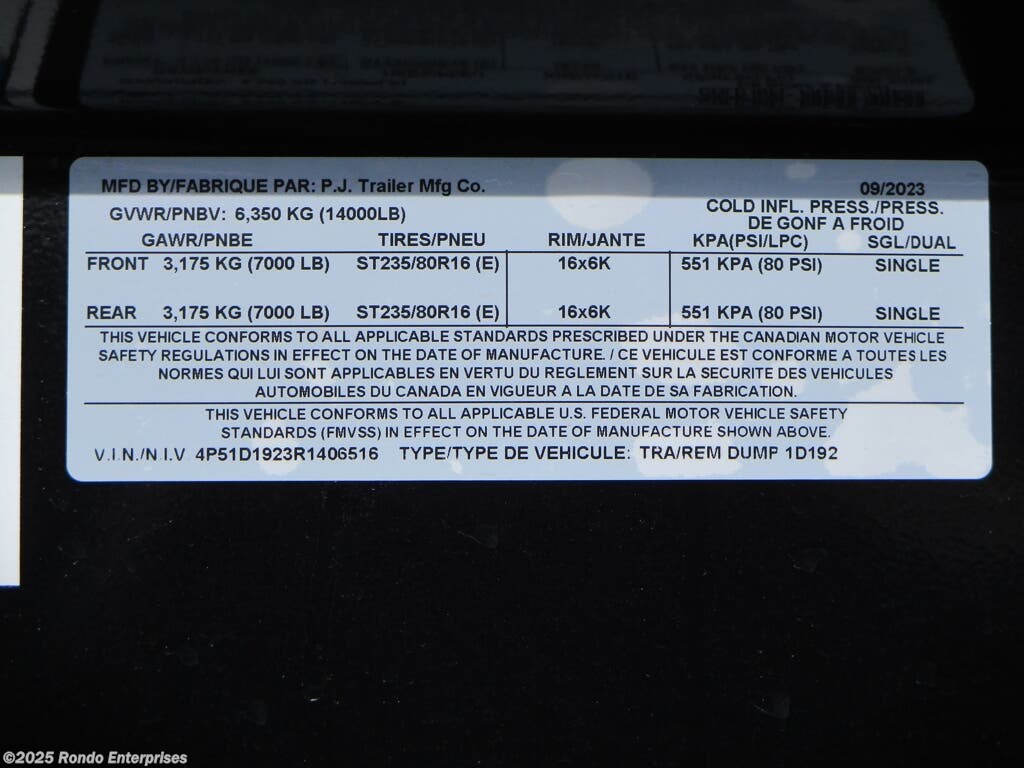 MFD BY/FABRIQUE PAR: P.J. Trailer Mfg Co. 09/2023
GVWR/PNBV: 6,350 KG (14000LB) COLD INFL. PRESS./PRESS.
DE GONF A FROID
GAWR/PNBE TIRES/PNEU RIM/JANTE KPA(PSI/LPC) SGL/DUAL
FRONT 3,175 KG (7000 LB) ST235/80R16 (E) 16x6K 551 KPA (80 PSI) SINGLE
REAR 3,175 KG (7000 LB) ST235/80R16 (E) 16x6K 551 KPA (80 PSI) SINGLE
THIS VEHICLE CONFORMS TO ALL APPLICABLE STANDARDS PRESCRIBED UNDER THE CANADIAN MOTOR VEHICLE
SAFETY REGULATIONS IN EFFECT ON THE DATE OF MANUFACTURE. / CE VEHICULE EST CONFORME A TOUTES LES
NORMES QUI LUI SONT APPLICABLES EN VERTU DU REGLEMENT SUR LA SECURITE DES VEHICULES
AUTOMOBILES DU CANADA EN VIGUEUR A LA DATE DE SA FABRICATION.
THIS VEHICLE CONFORMS TO ALL APPLICABLE U.S. FEDERAL MOTOR VEHICLE SAFETY
STANDARDS (FMVSS) IN EFFECT ON THE DATE OF MANUFACTURE SHOWN ABOVE.
V.I.N./N.I.V 4P51D1923R1406516 TYPE/TYPE DE VEHICULE: TRA/REM DUMP 1D192
©2025 Rondo Enterprises